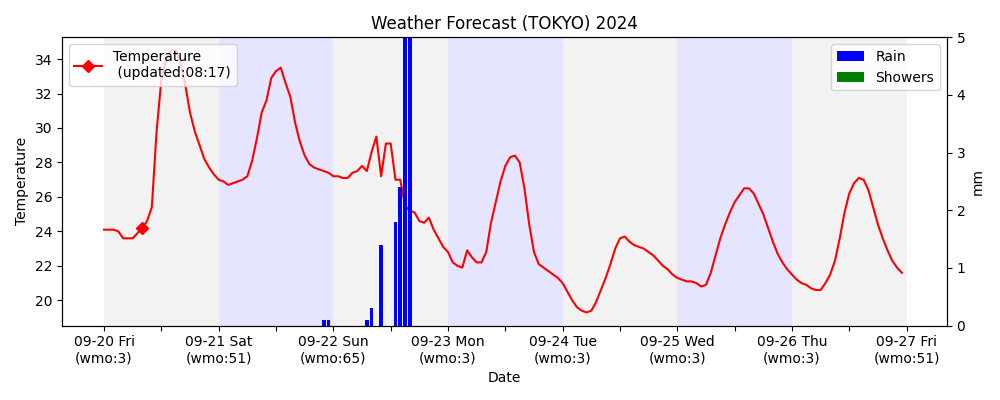 Weather Forecast (TOKYO) 2024
Temperature
(updated:08:17)
Rain
Showers
Temperature
34
32
30
28
26
24
22
20
5
4
3
2
1
0
mm
09-20 Fri
(wmo:3)
09-21 Sat
(wmo:51)
09-22 Sun
(wmo:65)
09-23 Mon
(wmo:3)
09-24 Tue
(wmo:3)
09-25 Wed
(wmo:3)
09-26 Thu
(wmo:3)
09-27 Fri
(wmo:51)
Date